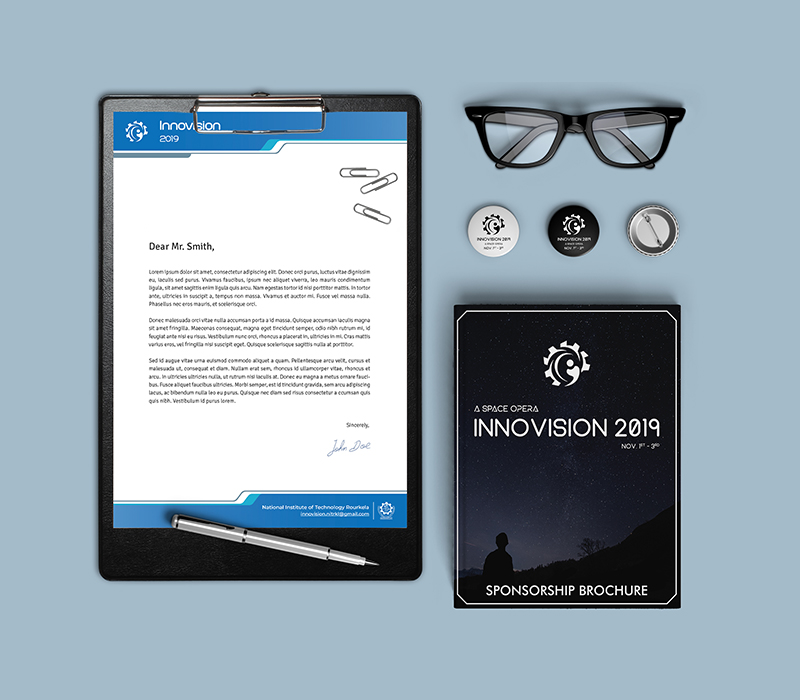 Innovision
2019
Dear Mr. Smith,
Lorem ipsum dolor sit amet, consectetur adipiscing elit. Donec orci purus, luctus vitae dignissim
eu, iaculis sed purus. Vivamus faucibus, ipsum nec aliquet viverra, leo mauris condimentum
sit amet sagittis enim ligula quis arcu. Nam egestas tortor id nisi porttitor mattis. In tortor
ante, ultricies in suscipit a, tempus non massa. Vivamus et auctor mi. Fusce vel massa nulla.
Phasellus nec eros mauris, et scelerisque orci.
Donec malesuada orci vitae nulla accumsan porta a id massa. Quisque accumsan iaculis magna
sit amet fringilla. Maecenas consequat, magna eget tincidunt semper, odio nibh rutrum mi, id
feugiat ante nisi eu risus. Vestibulum nunc orci, rhoncus a placerat in, ultricies in mi. Cras mattis
varius eros, vel fringilla nisi suscipit eget. Quisque scelerisque sagittis nulla at porttitor.
Sed id augue vitae urna euismod commodo aliquet a quam. Pellentesque arcu velit, cursus et
malesuada ut, consequat et diam. Nullam erat sem, rhoncus id ullamcorper vitae, rhoncus et
arcu. In ultricies ultricies nulla, ut rutrum nisi iaculis at. Donec eu magna a metus ornare fauci-
bus. Fusce aliquet faucibus ultricies. Morbi semper, est id tincidunt gravida, sem arcu adipiscing
lacus, ac bibendum nulla leo eu purus. Quisque nec diam sed risus consectetur a ccumsan quis
quis nibh. Vestibulum id purus lorem.
Sincerely,
John Doe
National Institute of Technology Rourkela
innovision.nitrkl@gmail.com
INNOVISION 2019
A SPACE OPERA
NOV. 1ST - 3RD
INNOVISION 2019
A SPACE OPERA
NOV. 1ST - 3RD
A SPACE OPERA
INNOVISION 2019
NOV. 1ST - 3RD
SPONSORSHIP BROCHURE